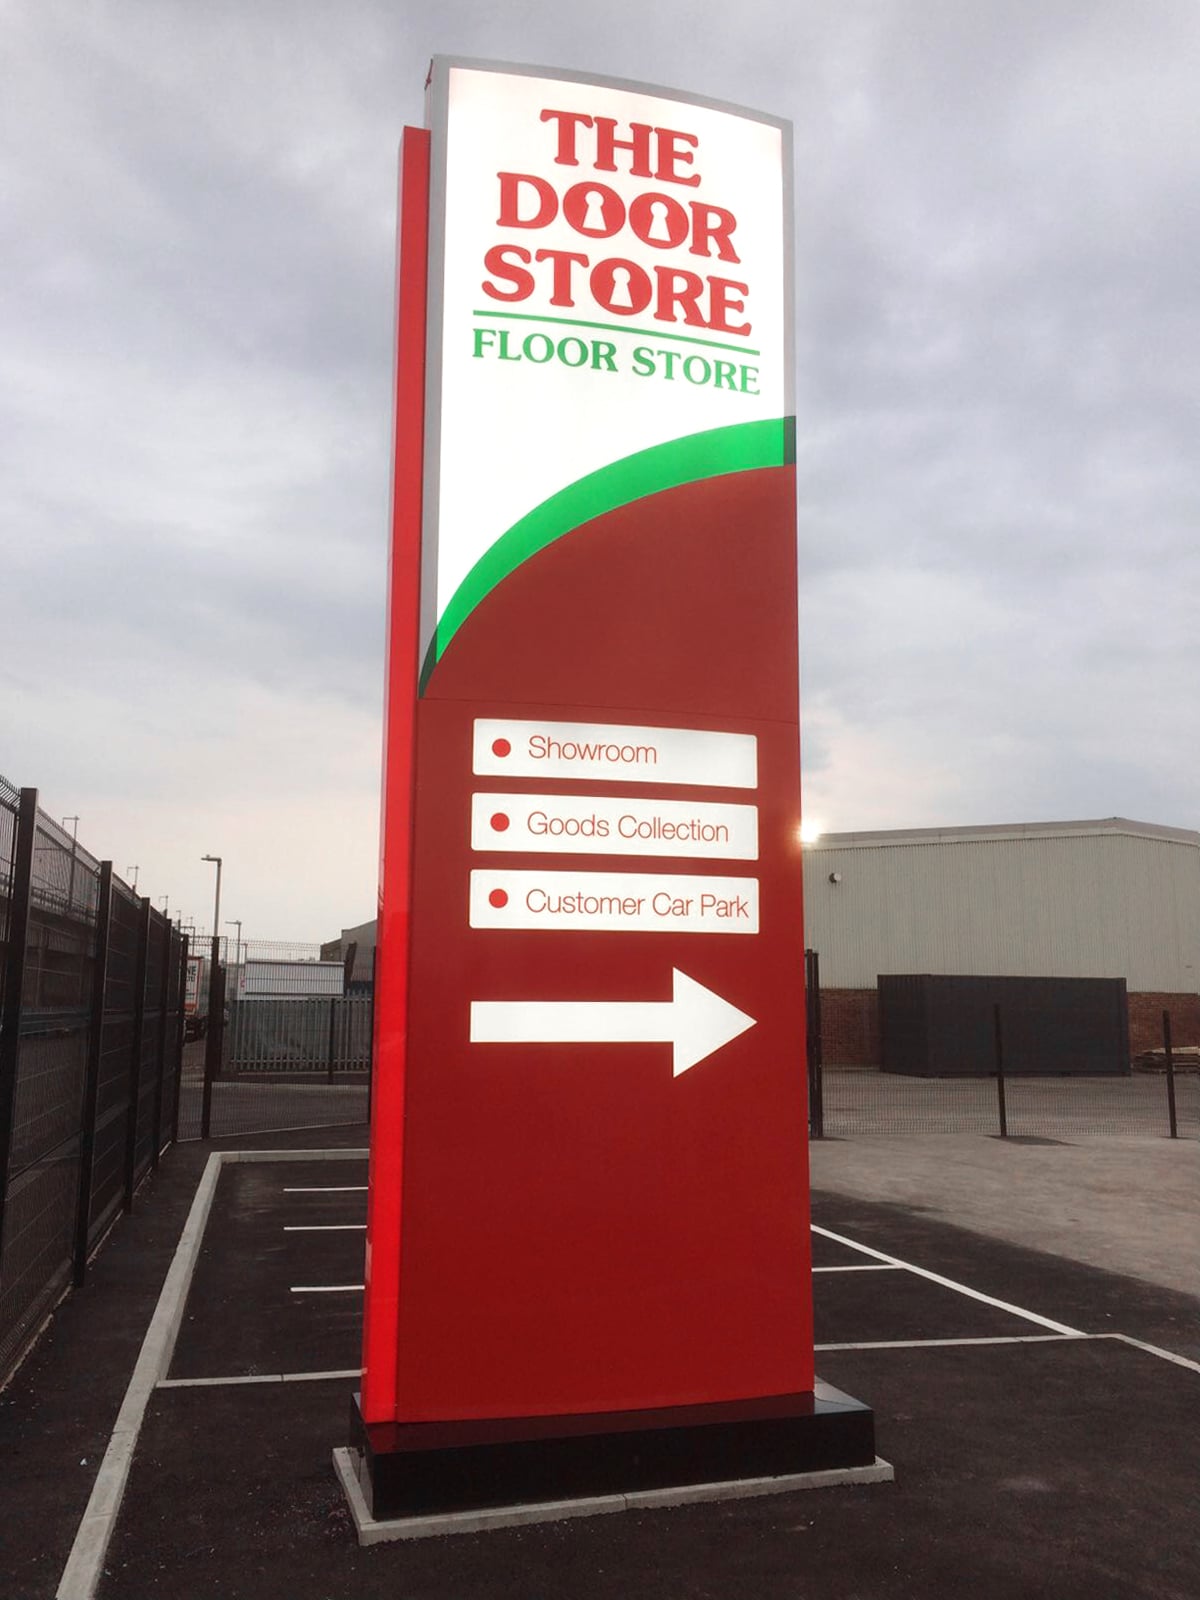 THE
DOOR
STORE
FLOOR STORE
Showroom
Goods Collection
Customer Car Park